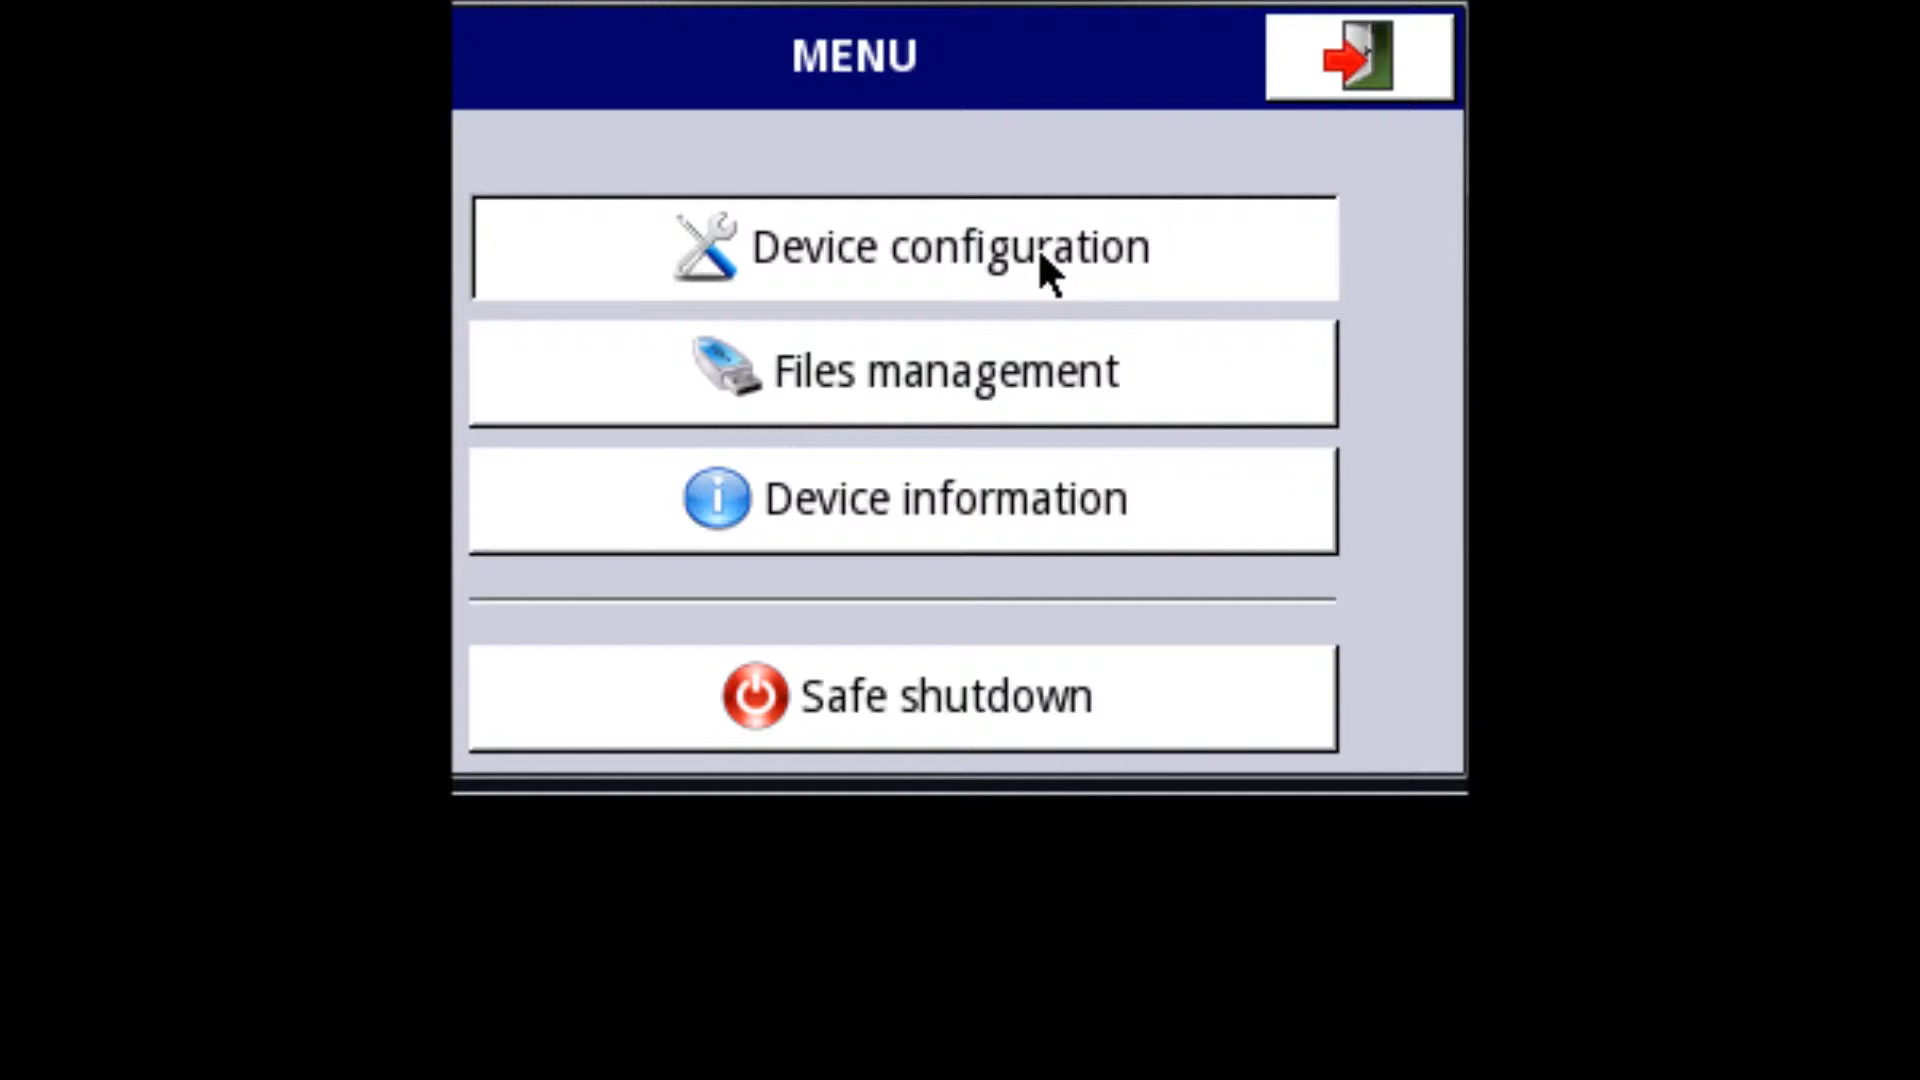 MENU
Device configuration
Files management
Device information
Safe shutdown